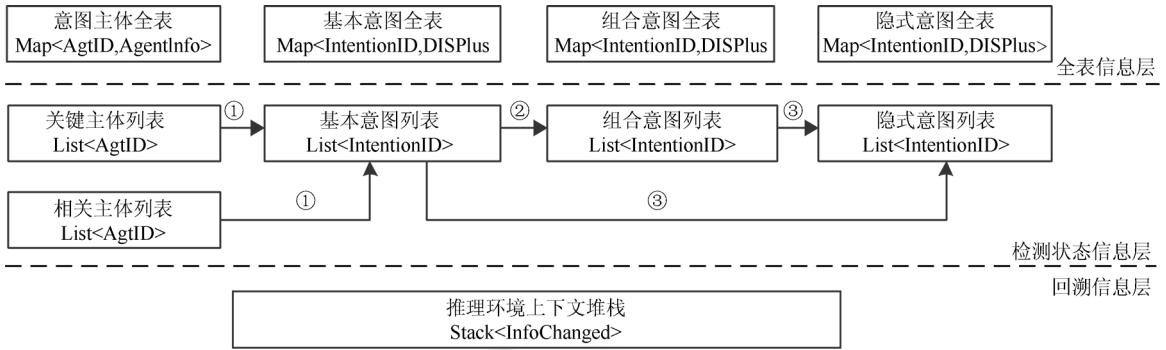 意图主体全表
Map<AgtID,AgentInfo>
基本意图全表
Map<IntentionID,DISPlus
组合意图全表
Map<IntentionID,DISPlus
隐式意图全表
Map<IntentionID,DISPlus>
全表信息层
关键主体列表
List<AgtID>
①
基本意图列表
List<IntentionID>
②
组合意图列表
List<IntentionID>
③
隐式意图列表
List<IntentionID>
相关主体列表
List<AgtID>
①
③
检测状态信息层
回溯信息层
推理环境上下文堆栈
Stack<InfoChanged>